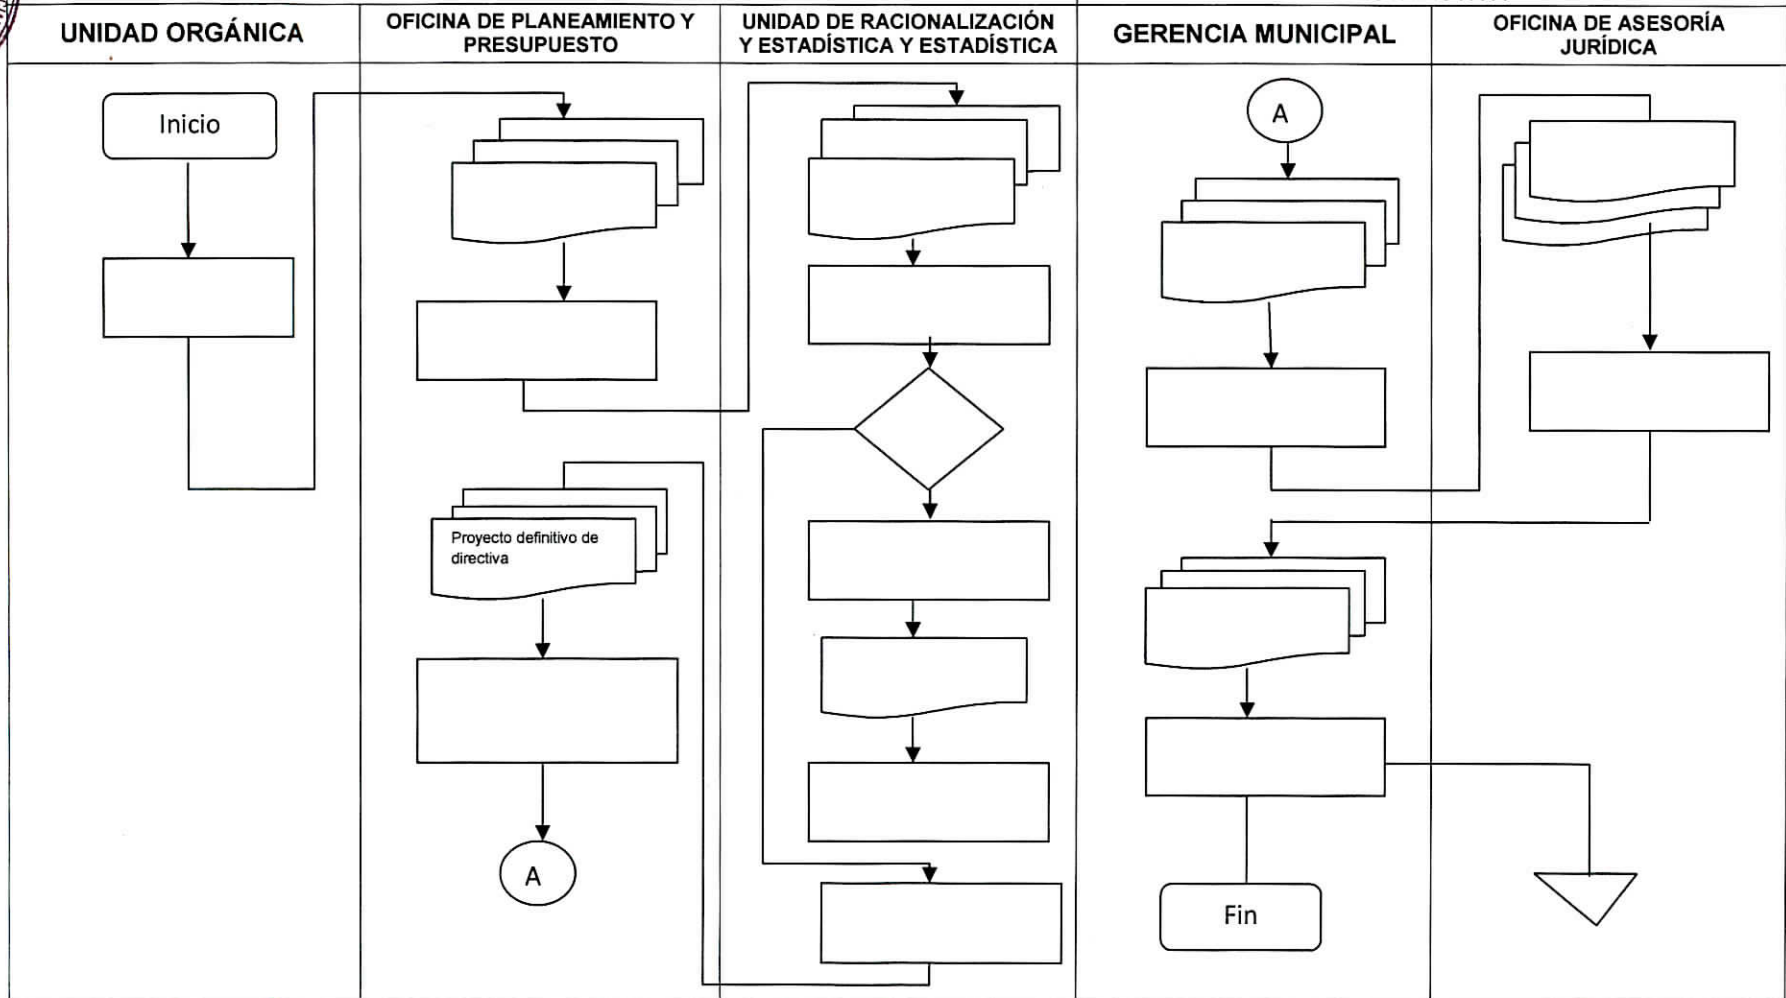 UNIDAD ORGÁNICA
OFICINA DE PLANEAMIENTO Y
PRESUPUESTO
UNIDAD DE RACIONALIZACIÓN
Y ESTADÍSTICA Y ESTADÍSTICA
GERENCIA MUNICIPAL
OFICINA DE ASESORÍA
JURÍDICA
Inicio
Proyecto definitivo de
directiva
A
A
Fin